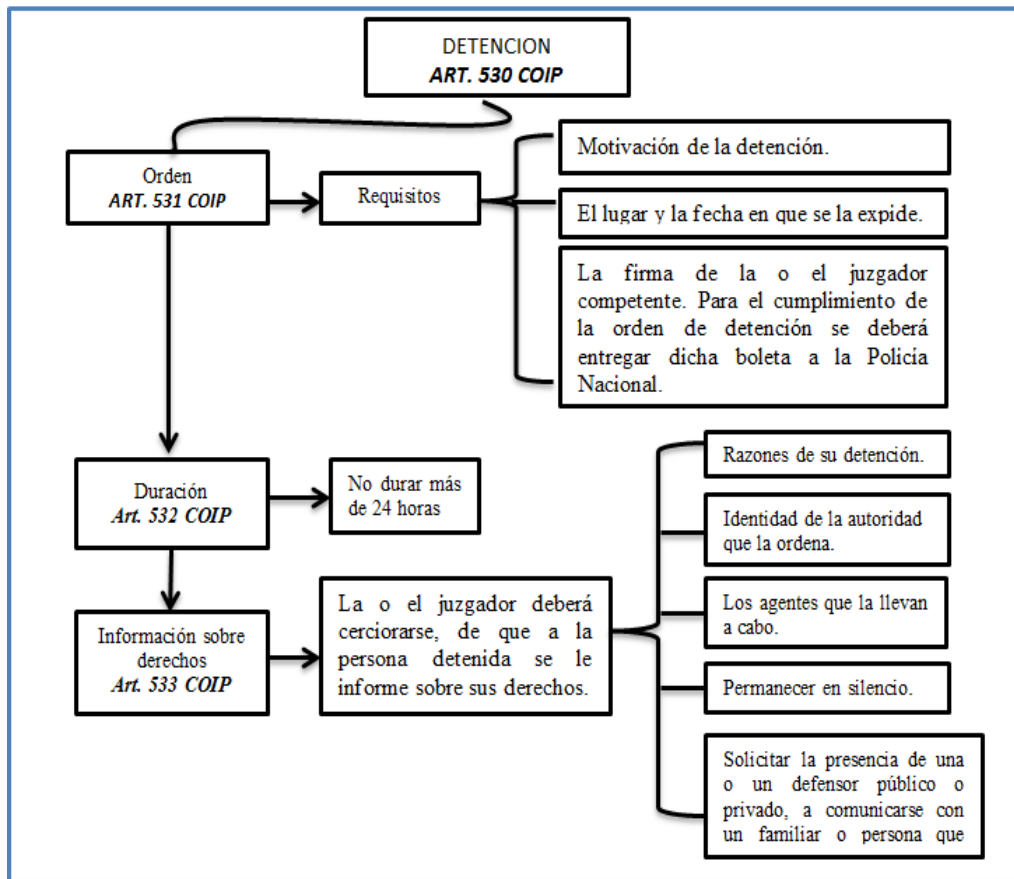 DETENCION
ART. 530 COIP
Orden
ART. 531 COIP
Requisitos
Motivación de la detención.
El lugar y la fecha en que se la expide.
La firma de la o el juzgador
competente. Para el cumplimiento de
la orden de detención se deberá
entregar dicha boleta a la Policía
Nacional.
Duración
Art. 532 COIP
No durar más
de 24 horas
Información sobre
derechos
Art. 533 COIP
La o el juzgador deberá
cerciorarse, de que a la
persona detenida se le
informe sobre sus derechos.
Razones de su detención.
Identidad de la autoridad
que la ordena.
Los agentes que la llevan
a cabo.
Permanecer en silencio.
Solicitar la presencia de una
o un defensor público o
privado, a comunicarse con
un familiar o persona que